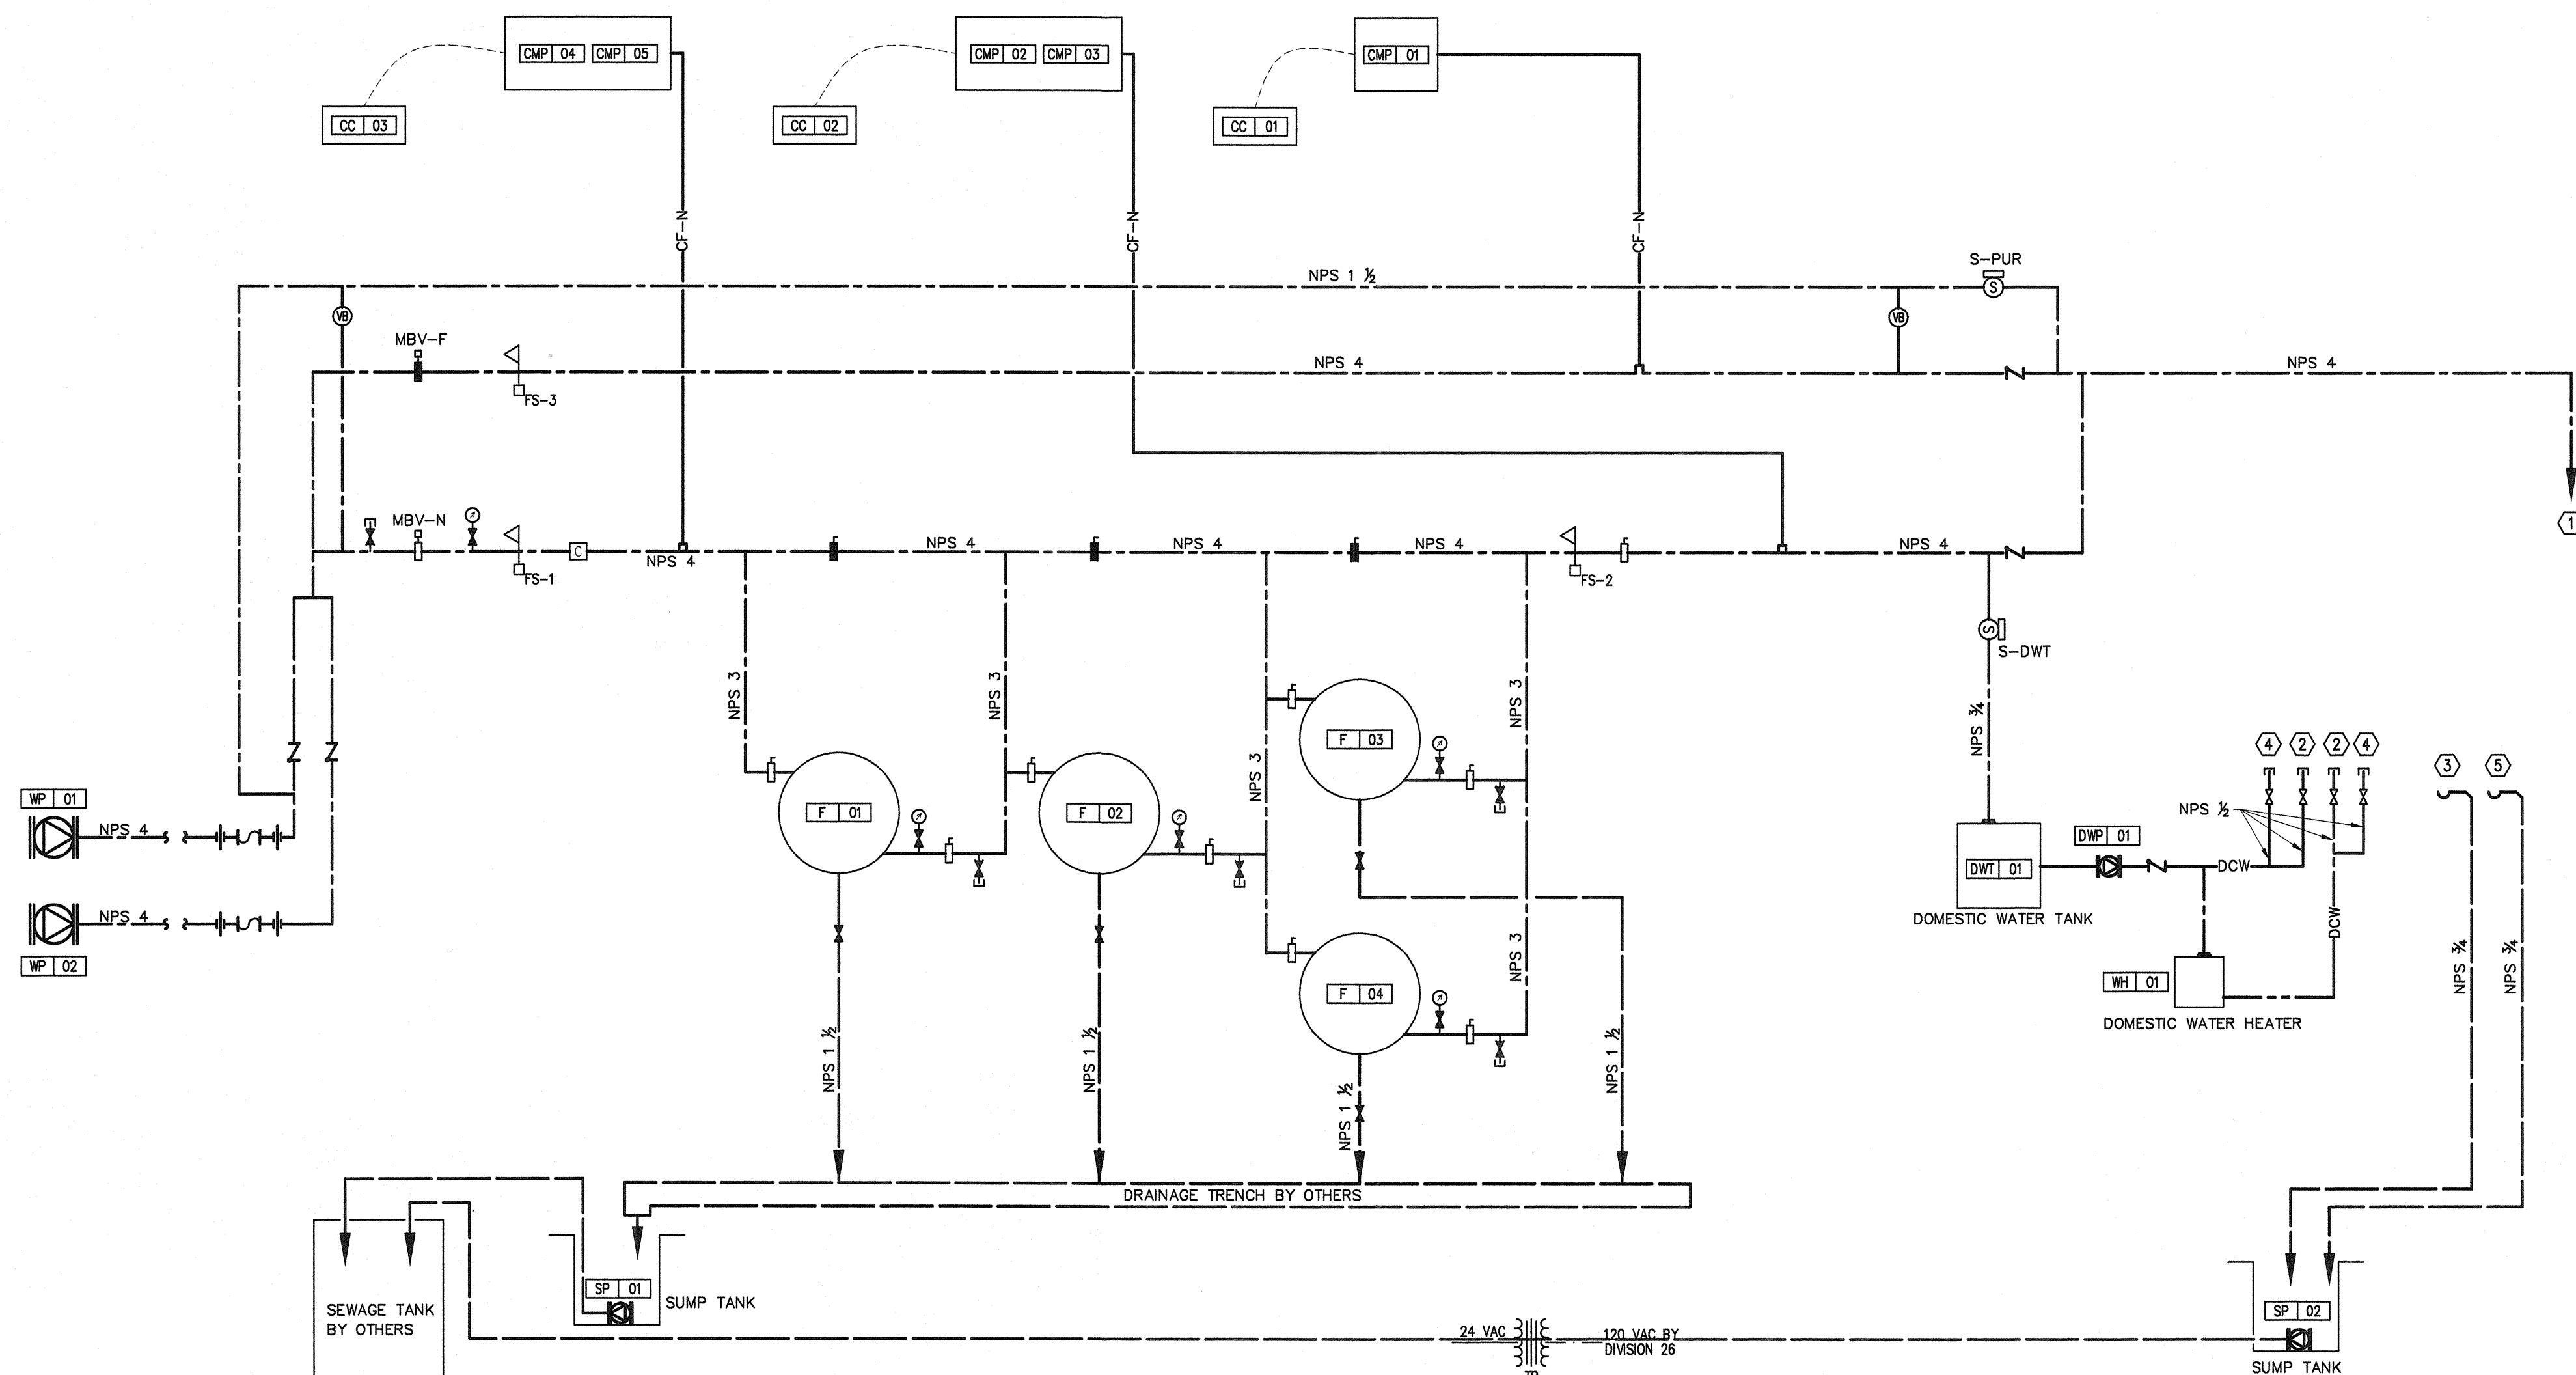 CMP 04 CMP 05
CMP 02 CMP 03
CMP 01
CC 03
CC 02
CC 01
CF-N
CF-N
CF-N
S-PUR
S
NPS 1 ½
VB
VB
MBV-F
NPS 4
NPS 4
FS-3
MBV-N
1
C
NPS 4
NPS 4
NPS 4
NPS 4
NPS 4
FS-1
FS-2
S
S-DWT
NPS 3
NPS 3
NPS 3
NPS 3
NPS 3
NPS ¾
F 03
4 2 2 4
3 5
WP 01
F 01
F 02
NPS ½
NPS 4
DWP 01
DWT 01
DCW
DCW
DOMESTIC WATER TANK
NPS 4
WP 02
F 04
WH 01
NPS ¾
NPS ¾
DOMESTIC WATER HEATER
NPS 1 ½
NPS 1 ½
NPS 1 ½
NPS 1 ½
DRAINAGE TRENCH BY OTHERS
SP 01
SUMP TANK
SEWAGE TANK
BY OTHERS
SP 02
24 VAC
120 VAC BY
DIVISION 26
SUMP TANK